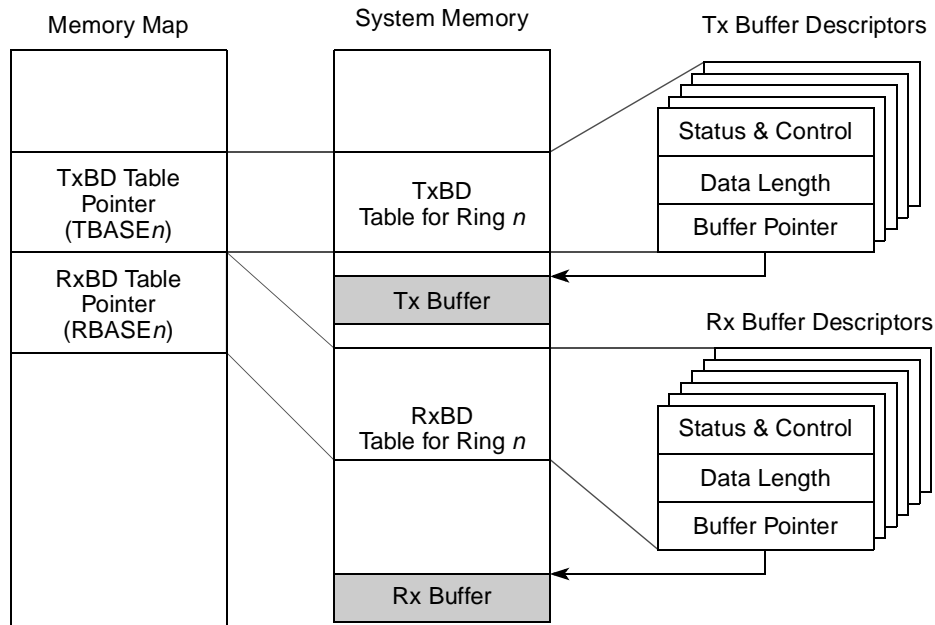 Memory Map
System Memory
Tx Buffer Descriptors
TxBD Table
Pointer
(TBASEn)
RxBD Table
Pointer
(RBASEn)
TxBD
Table for Ring n
Tx Buffer
RxBD
Table for Ring n
Rx Buffer
Status & Control
Data Length
Buffer Pointer
Rx Buffer Descriptors
Status & Control
Data Length
Buffer Pointer